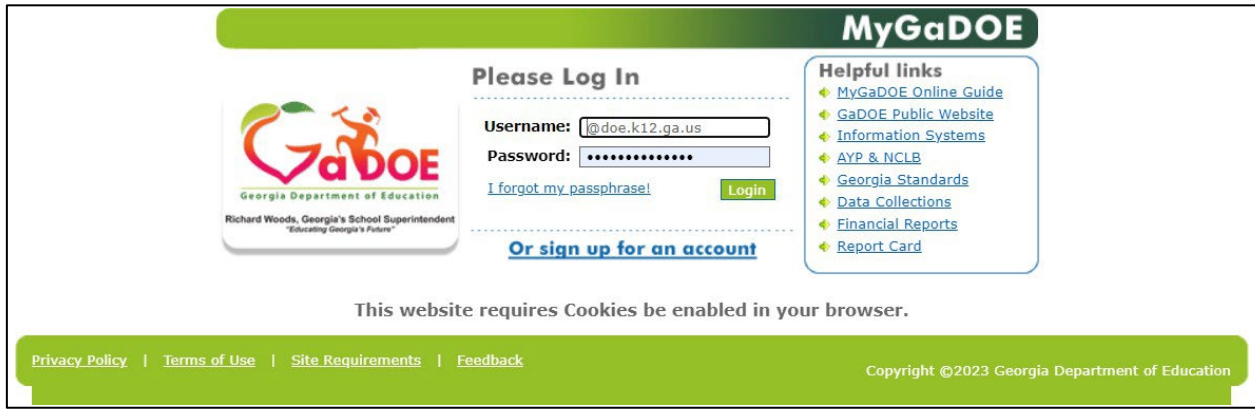 MyGaDOE
GaDOE
Georgia Department of Education
Richard Woods, Georgia's School Superintendent
"Educating Georgia's Future"
Please Log In
Username: @doe.k12.ga.us
Password: ••••••••••••••
I forgot my passphrase! Login
Or sign up for an account
Helpful links
MyGaDOE Online Guide
GaDOE Public Website
Information Systems
AYP & NCLB
Georgia Standards
Data Collections
Financial Reports
Report Card
This website requires Cookies be enabled in your browser.
Privacy Policy | Terms of Use | Site Requirements | Feedback
Copyright ©2023 Georgia Department of Education